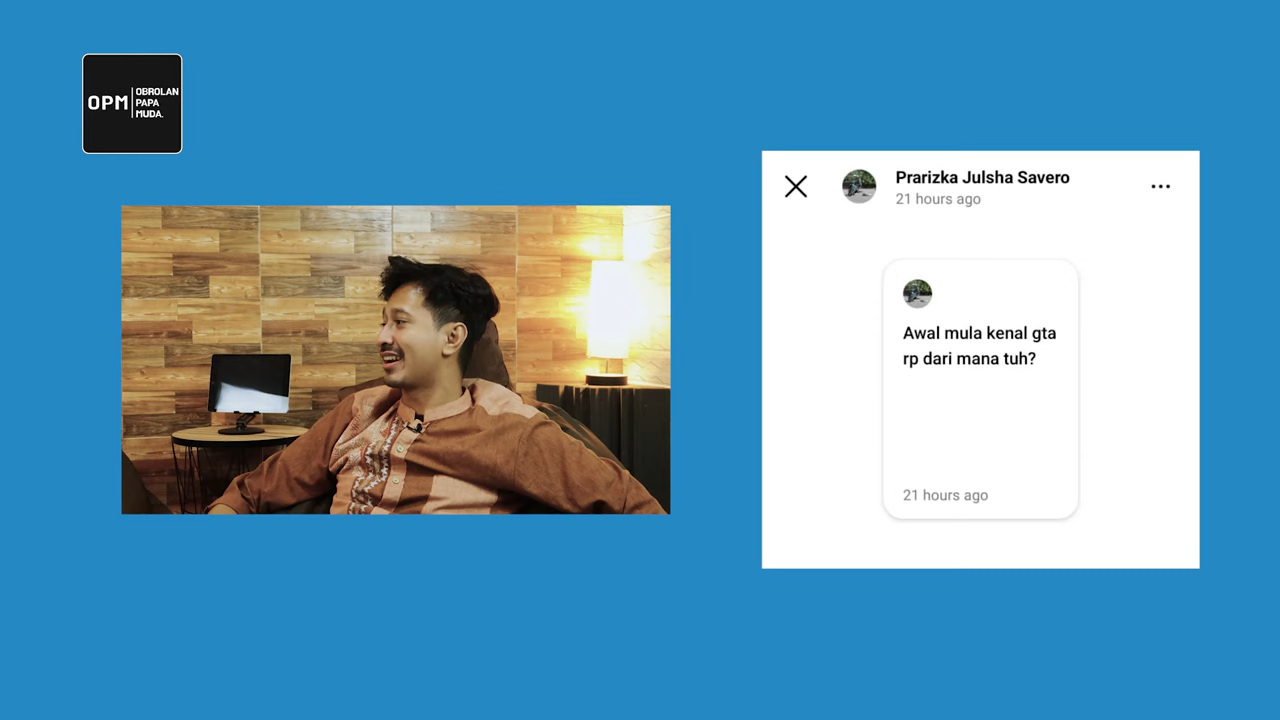 OPM
OBROLAN
PAPA
MUDA.
Prarizka Julsha Savero
21 hours ago
Awal mula kenal gta
rp dari mana tuh?
21 hours ago